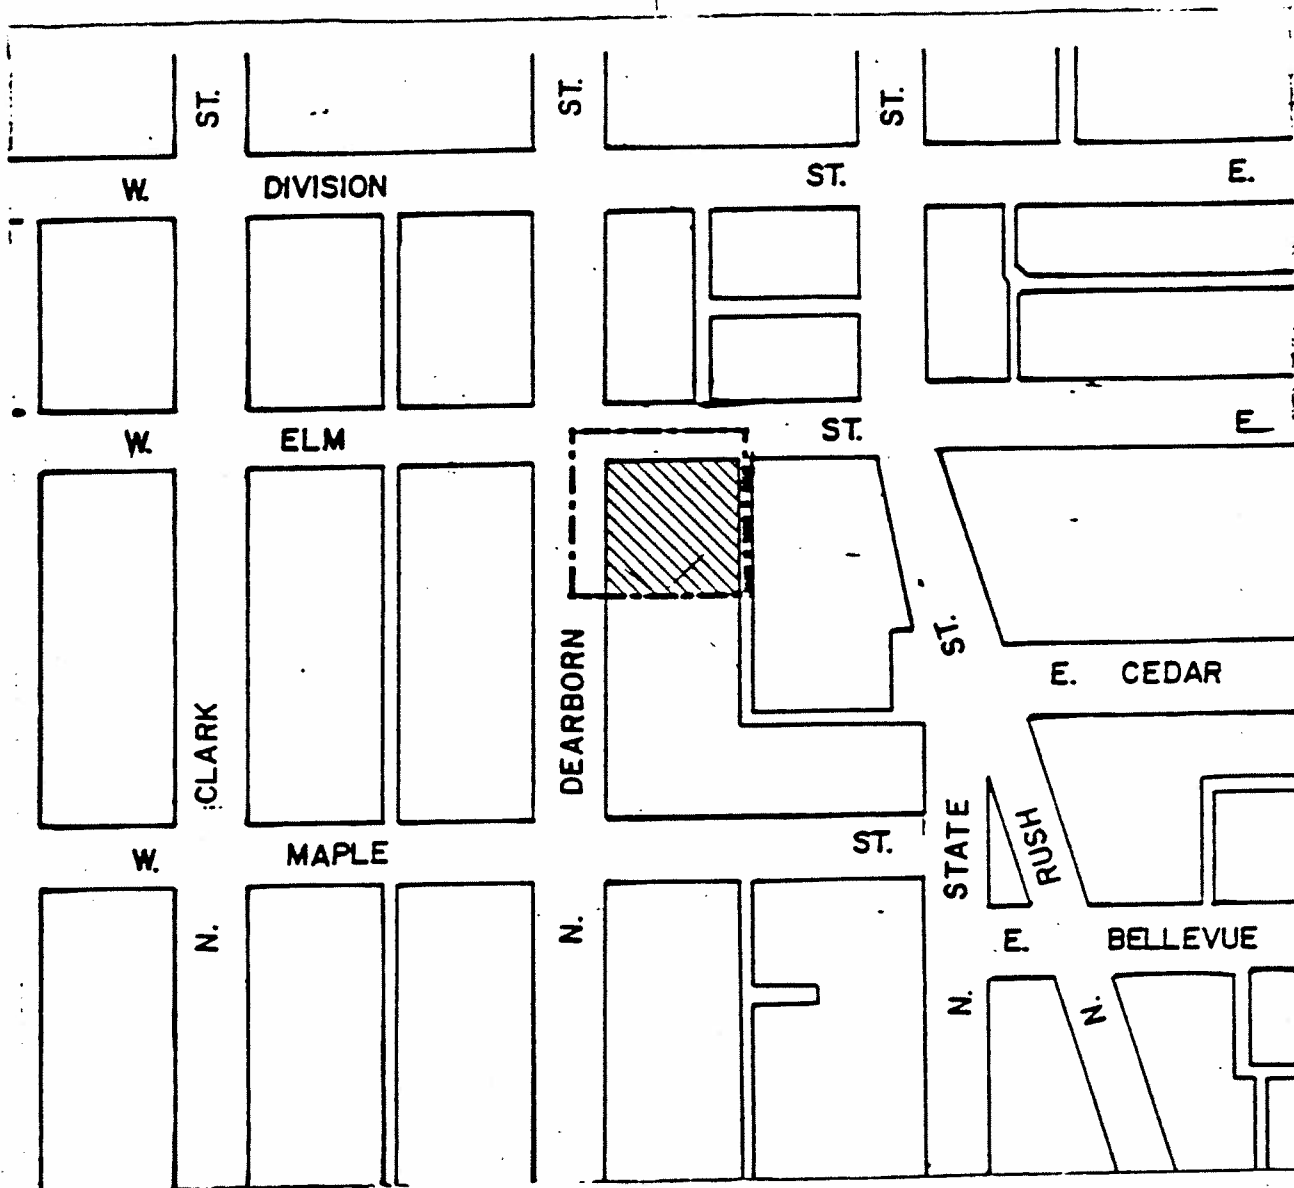 ST.
ST.
ST.
W. DIVISION ST. E.
W. ELM ST. E
ST.
E. CEDAR
CLARK
DEARBORN
STATE
RUSH
W. MAPLE ST.
N.
N.
E. BELLEVUE
N.
N.